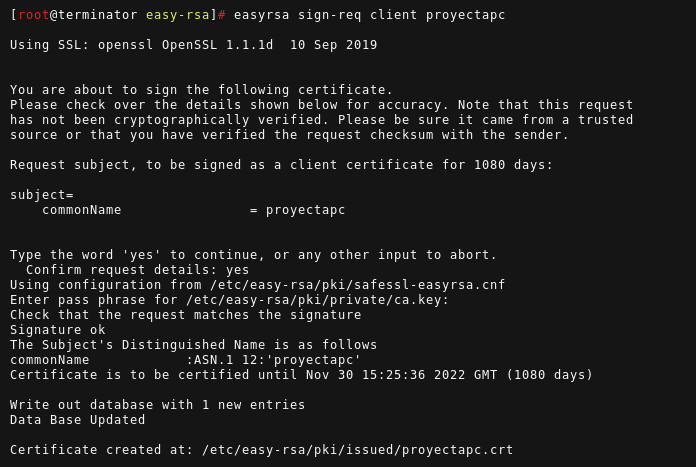 [root@terminator easy-rsa]# easyrsa sign-req client proyectapc
Using SSL: openssl OpenSSL 1.1.1d  10 Sep 2019
You are about to sign the following certificate.
Please check over the details shown below for accuracy. Note that this request
has not been cryptographically verified. Please be sure it came from a trusted
source or that you have verified the request checksum with the sender.
Request subject, to be signed as a client certificate for 1080 days:
subject=
    commonName                = proyectapc
Type the word 'yes' to continue, or any other input to abort.
  Confirm request details: yes
Using configuration from /etc/easy-rsa/pki/safessl-easyrsa.cnf
Enter pass phrase for /etc/easy-rsa/pki/private/ca.key:
Check that the request matches the signature
Signature ok
The Subject's Distinguished Name is as follows
commonName            :ASN.1 12:'proyectapc'
Certificate is to be certified until Nov 30 15:25:36 2022 GMT (1080 days)
Write out database with 1 new entries
Data Base Updated
Certificate created at: /etc/easy-rsa/pki/issued/proyectapc.crt